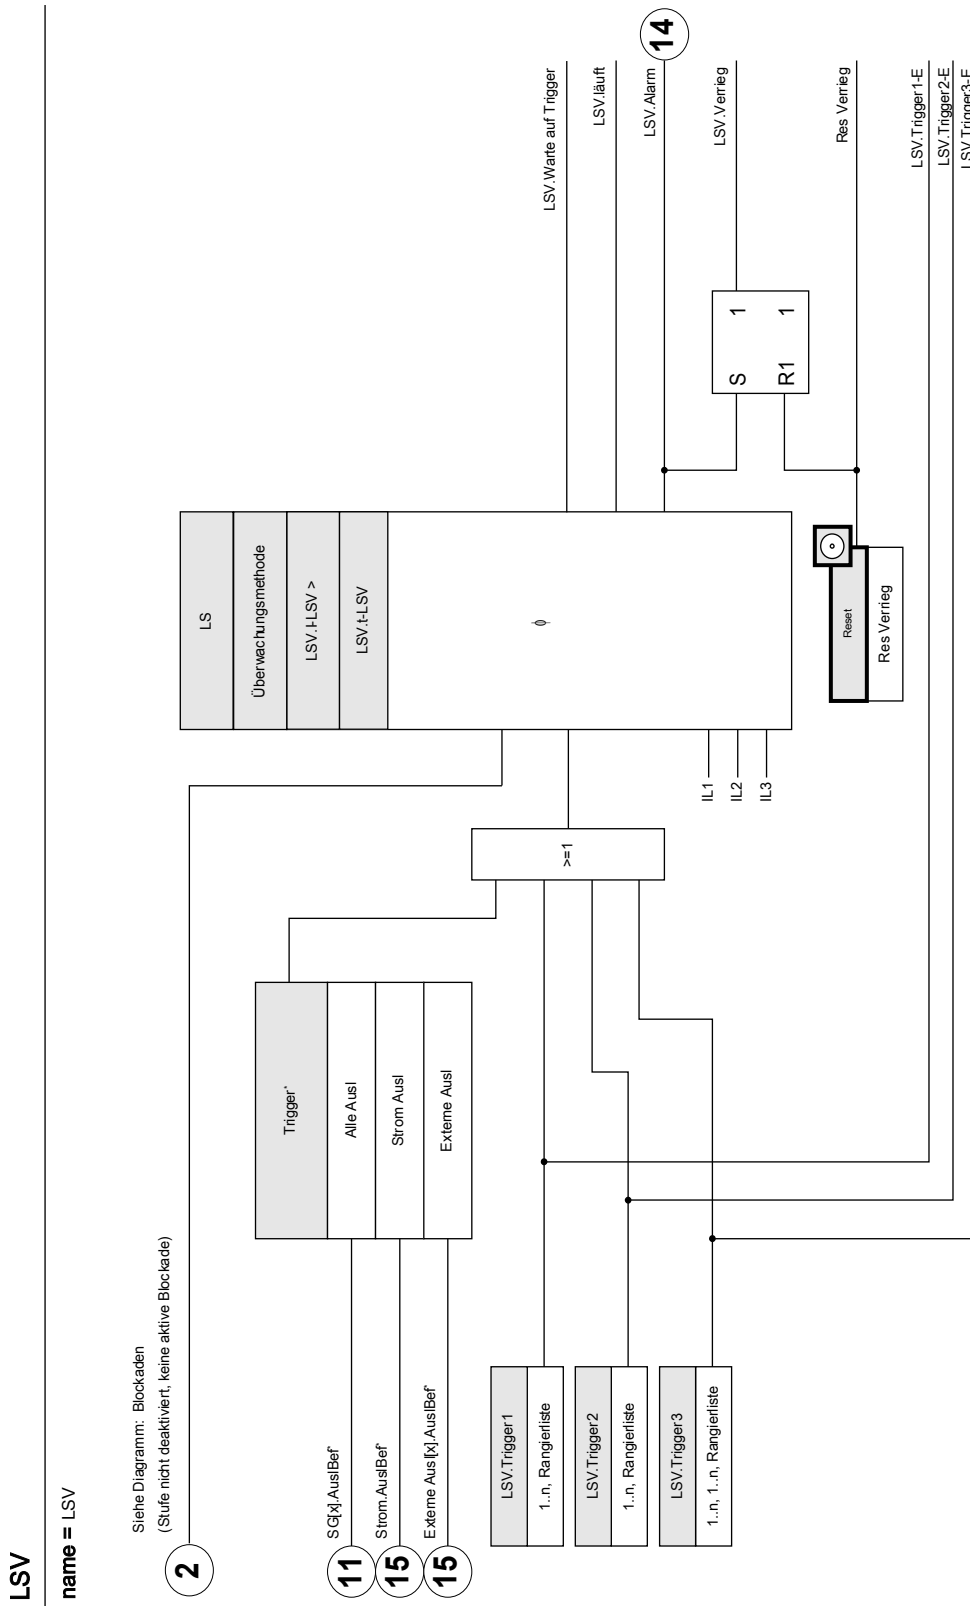 LSV
name = LSV
Siehe Diagramm: Blockaden
(Stufe nicht deaktiviert, keine aktive Blockade)
2
SG[x].AuslBef
11
Strom.AuslBef
15
Externe Ausl[x].AuslBef
15
Trigger
Alle Ausl
Strom Ausl
Externe Ausl
LSV.Trigger1
1..n, Rangierliste
LSV.Trigger2
1..n, Rangierliste
LSV.Trigger3
1..n, 1..n, Rangierliste
>=1
IL1
IL2
IL3
LS
Überwachungsmethode
LSV.I-LSV >
LSV.t-LSV
φ
Reset
Res Verrieg
S
1
R1
1
LSV.Warte auf Trigger
LSV.läuft
LSV.Alarm
14
LSV.Verrieg
Res Verrieg
LSV.Trigger1-E
LSV.Trigger2-E
LSV.Trigger3-E